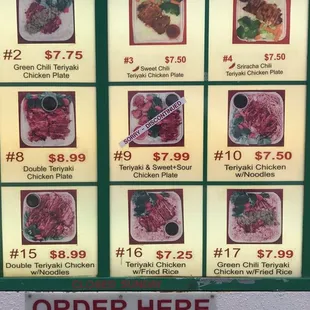 #2 $7.75
Green Chili Teriyaki
Chicken Plate
#3 $7.50
Sweet Chili
Teriyaki Chicken Plate
#4 $7.50
Sriracha Chili
Teriyaki Chicken Plate
#8 $8.99
Double Teriyaki
Chicken Plate
SORRY - DISCONTINUED
#9 $7.99
Teriyaki & Sweet+Sour
Chicken Plate
#10 $7.50
Teriyaki Chicken
w/Noodles
#15 $8.99
Double Teriyaki Chicken
w/Noodles
#16 $7.25
Teriyaki Chicken
w/Fried Rice
#17 $7.99
Green Chili Teriyaki
Chicken w/Fried Rice
ORDER HERE